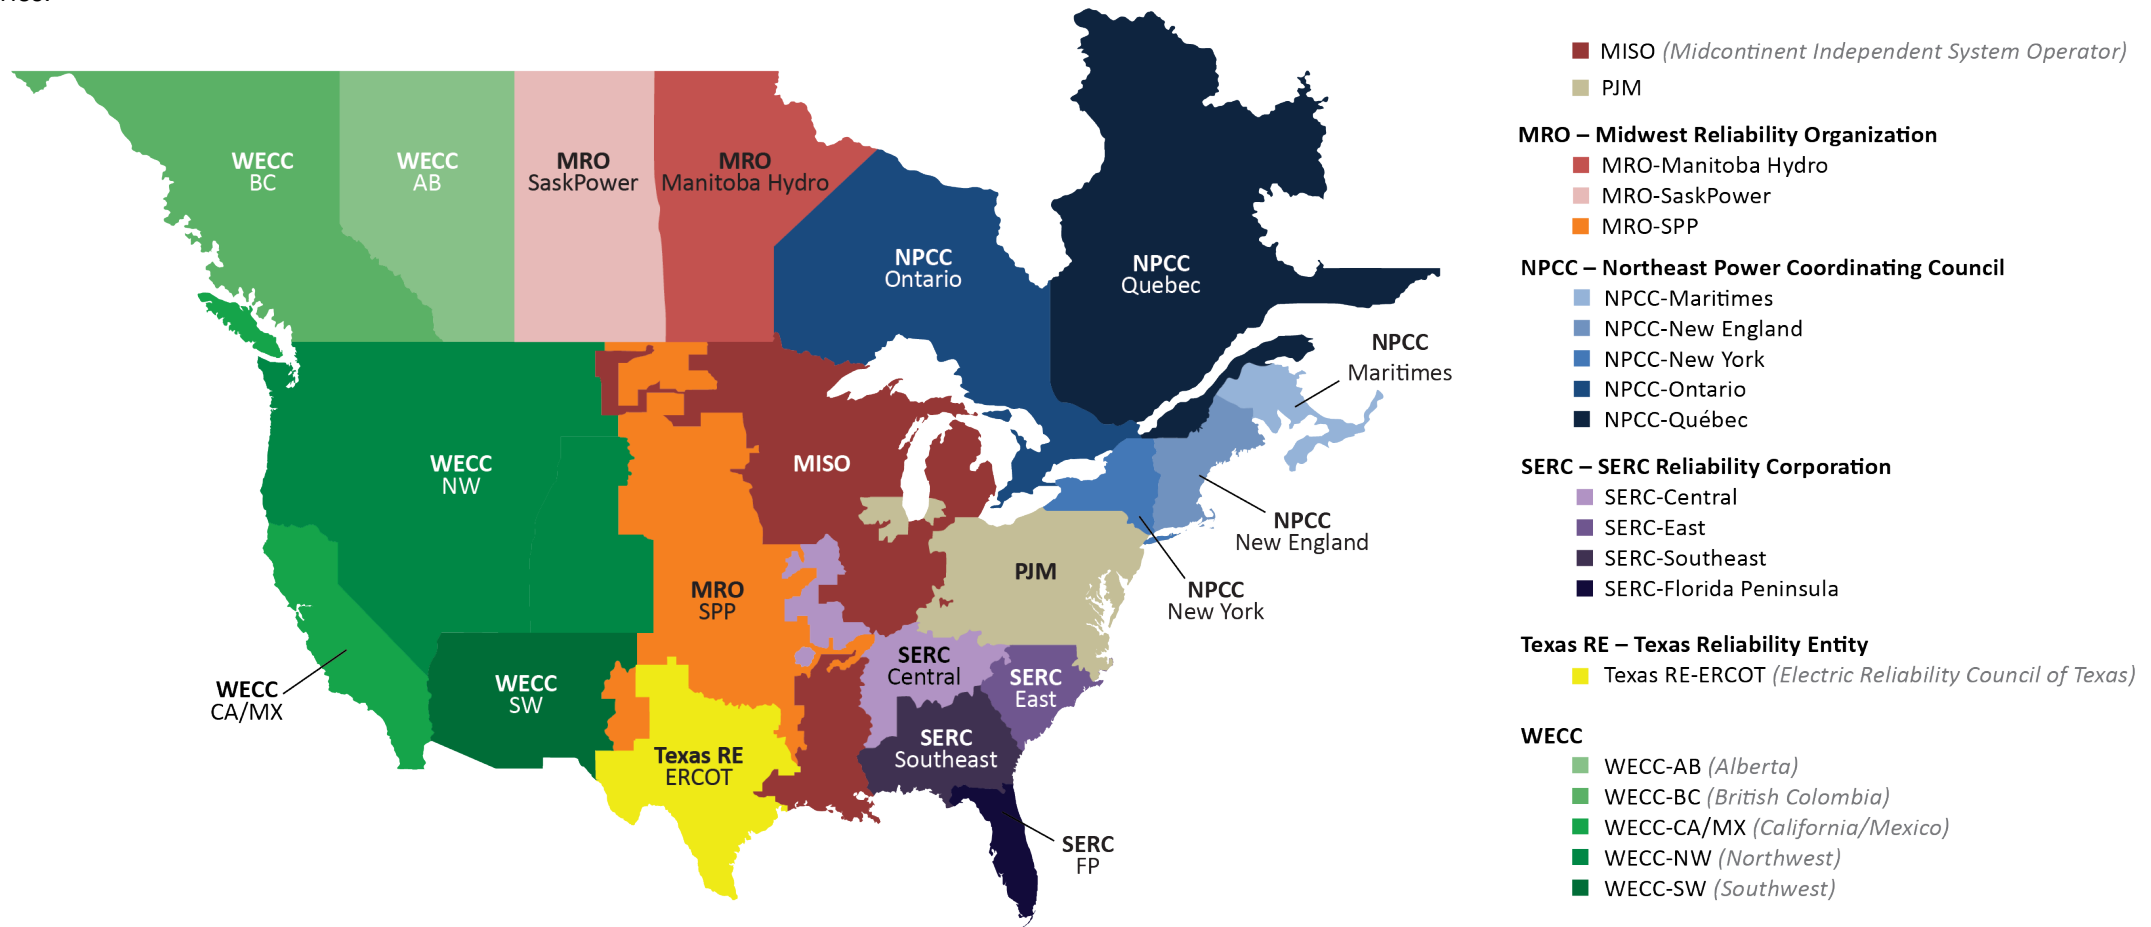 WECC
BC
WECC
AB
MRO
SaskPower
MRO
Manitoba Hydro
NPCC
Ontario
NPCC
Quebec
NPCC
Maritimes
WECC
NW
MISO
NPCC
New England
PJM
NPCC
New York
MRO
SPP
WECC
CA/MX
WECC
SW
SERC
Central
SERC
East
SERC
Southeast
Texas RE
ERCOT
SERC
FP
MISO (Midcontinent Independent System Operator)
PJM
MRO – Midwest Reliability Organization
MRO-Manitoba Hydro
MRO-SaskPower
MRO-SPP
NPCC – Northeast Power Coordinating Council
NPCC-Maritimes
NPCC-New England
NPCC-New York
NPCC-Ontario
NPCC-Québec
SERC – SERC Reliability Corporation
SERC-Central
SERC-East
SERC-Southeast
SERC-Florida Peninsula
Texas RE – Texas Reliability Entity
Texas RE-ERCOT (Electric Reliability Council of Texas)
WECC
WECC-AB (Alberta)
WECC-BC (British Colombia)
WECC-CA/MX (California/Mexico)
WECC-NW (Northwest)
WECC-SW (Southwest)